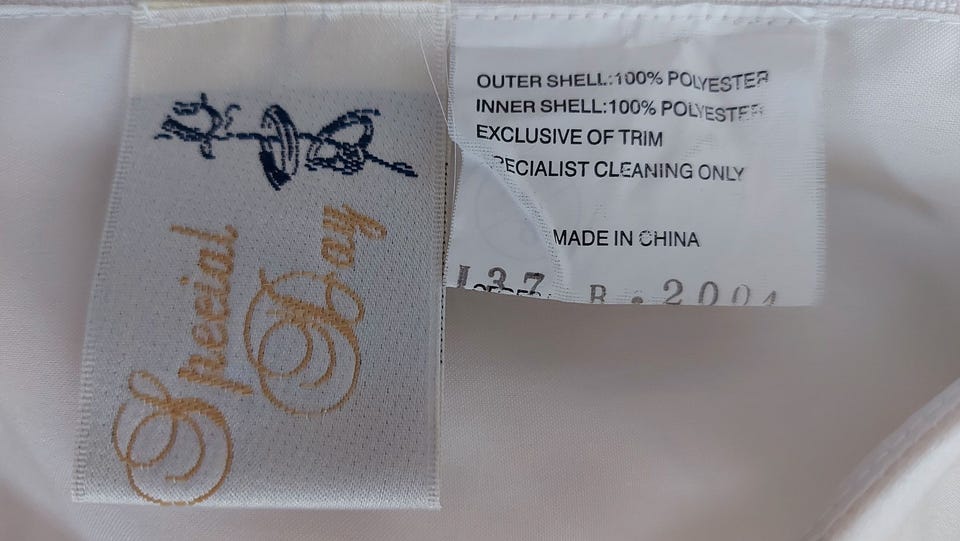 Special
Day
OUTER SHELL:100% POLYESTER
INNER SHELL:100% POLYESTER
EXCLUSIVE OF TRIM
SPECIALIST CLEANING ONLY
MADE IN CHINA
137 R • 2004